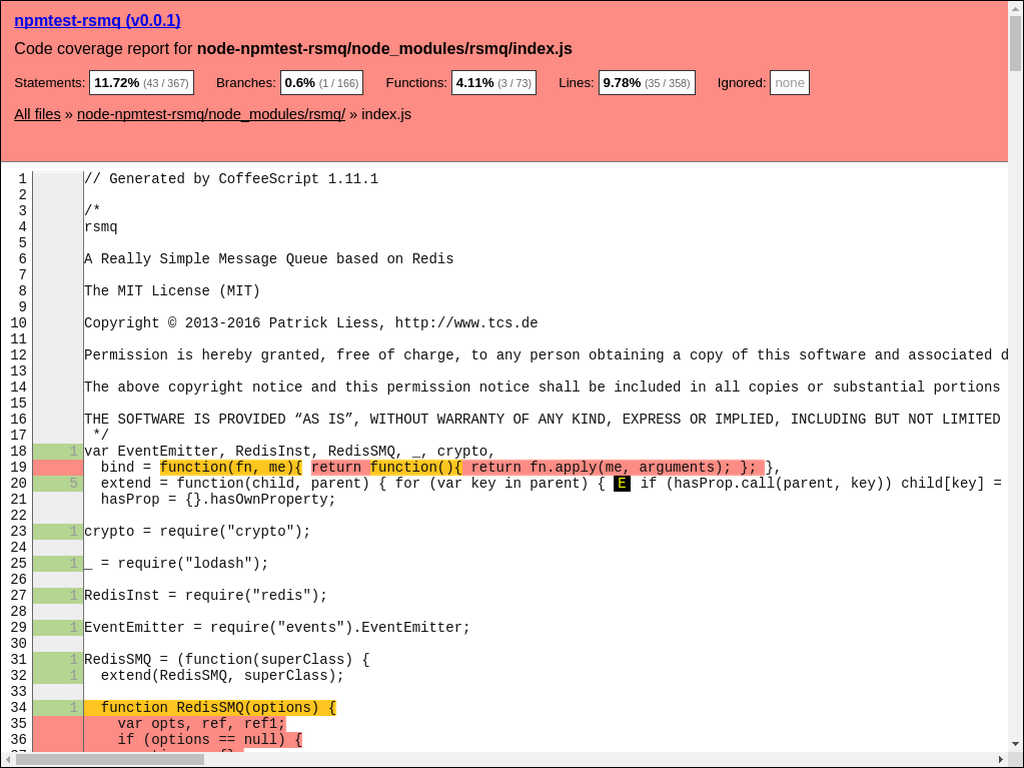 npmtest-rsmq (v0.0.1)
Code coverage report for node-npmtest-rsmq/node_modules/rsmq/index.js
Statements: 11.72% (43 / 367) Branches: 0.6% (1 / 166) Functions: 4.11% (3 / 73) Lines: 9.78% (35 / 358) Ignored: none
All files » node-npmtest-rsmq/node_modules/rsmq/ » index.js
1 // Generated by CoffeeScript 1.11.1
2
3 /*
4 rsmq
5
6 A Really Simple Message Queue based on Redis
7
8 The MIT License (MIT)
9
10 Copyright © 2013-2016 Patrick Liess, http://www.tcs.de
11
12 Permission is hereby granted, free of charge, to any person obtaining a copy of this software and associated d
13
14 The above copyright notice and this permission notice shall be included in all copies or substantial portions
15
16 THE SOFTWARE IS PROVIDED “AS IS”, WITHOUT WARRANTY OF ANY KIND, EXPRESS OR IMPLIED, INCLUDING BUT NOT LIMITED
17 */
18 1 var EventEmitter, RedisInst, RedisSMQ, _, crypto,
19 bind = function(fn, me){ return function(){ return fn.apply(me, arguments); }; },
20 5 extend = function(child, parent) { for (var key in parent) { E if (hasProp.call(parent, key)) child[key] =
21 hasProp = {}.hasOwnProperty;
22
23 1 crypto = require("crypto");
24
25 1 _ = require("lodash");
26
27 1 RedisInst = require("redis");
28
29 1 EventEmitter = require("events").EventEmitter;
30
31 1 RedisSMQ = (function(superClass) {
32 1 extend(RedisSMQ, superClass);
33
34 1 function RedisSMQ(options) {
35 var opts, ref, ref1;
36 if (options == null) {